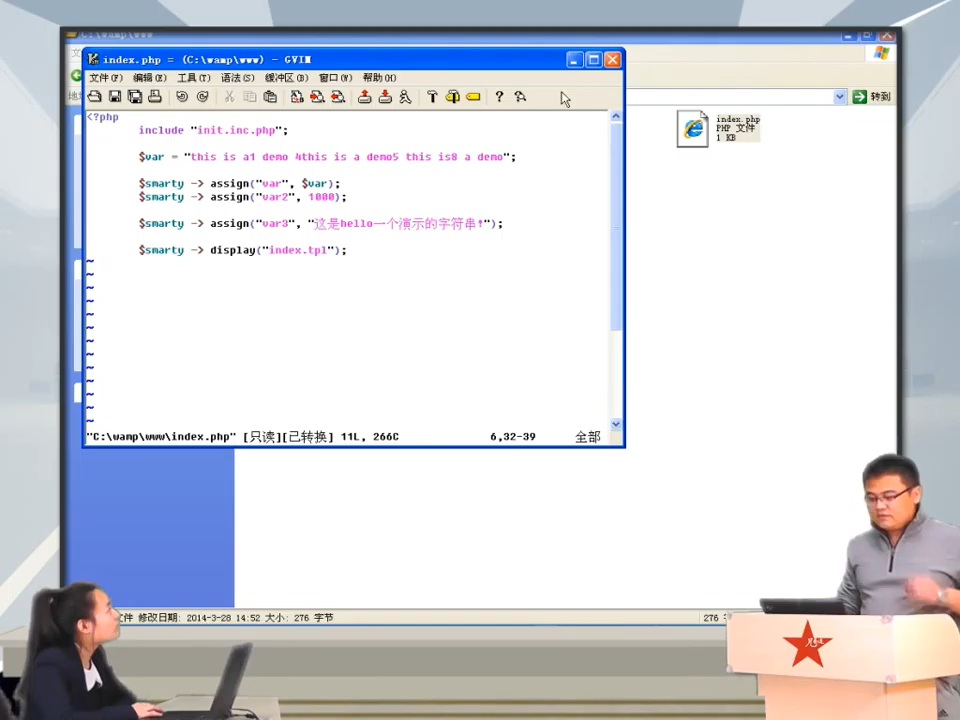 C:\wamp\www
index.php = (C:\wamp\www) - GVIM
文件(F) 编辑(E) 工具(T) 语法(S) 缓冲区(B) 窗口(W) 帮助(H)
转到
<?php
include "init.inc.php";
$var = "this is a1 demo 4this is a demo5 this is8 a demo";
$smarty -> assign("var", $var);
$smarty -> assign("var2", 1000);
$smarty -> assign("var3", "这是hello一个演示的字符串!");
$smarty -> display("index.tpl");
~
~
~
~
~
~
~
~
~
~
~
~
~
"C:\wamp\www\index.php" [只读][已转换] 11L, 266C 6,32-39 全部
index.php
PHP 文件
1 KB
件 修改日期: 2014-3-28 14:52 大小: 276 字节
276